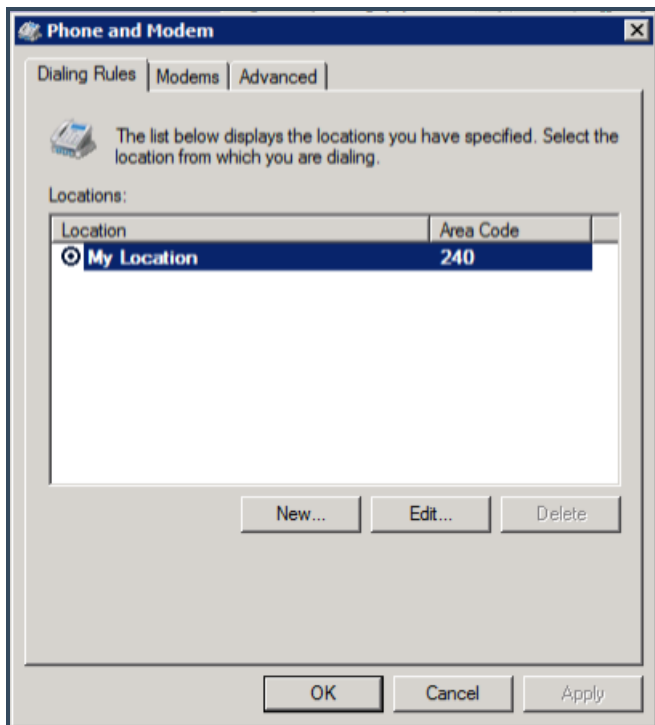 Phone and Modem
Dialing Rules Modems Advanced
The list below displays the locations you have specified. Select the
location from which you are dialing.
Locations:
Location Area Code
My Location 240
New... Edit... Delete
OK Cancel Apply